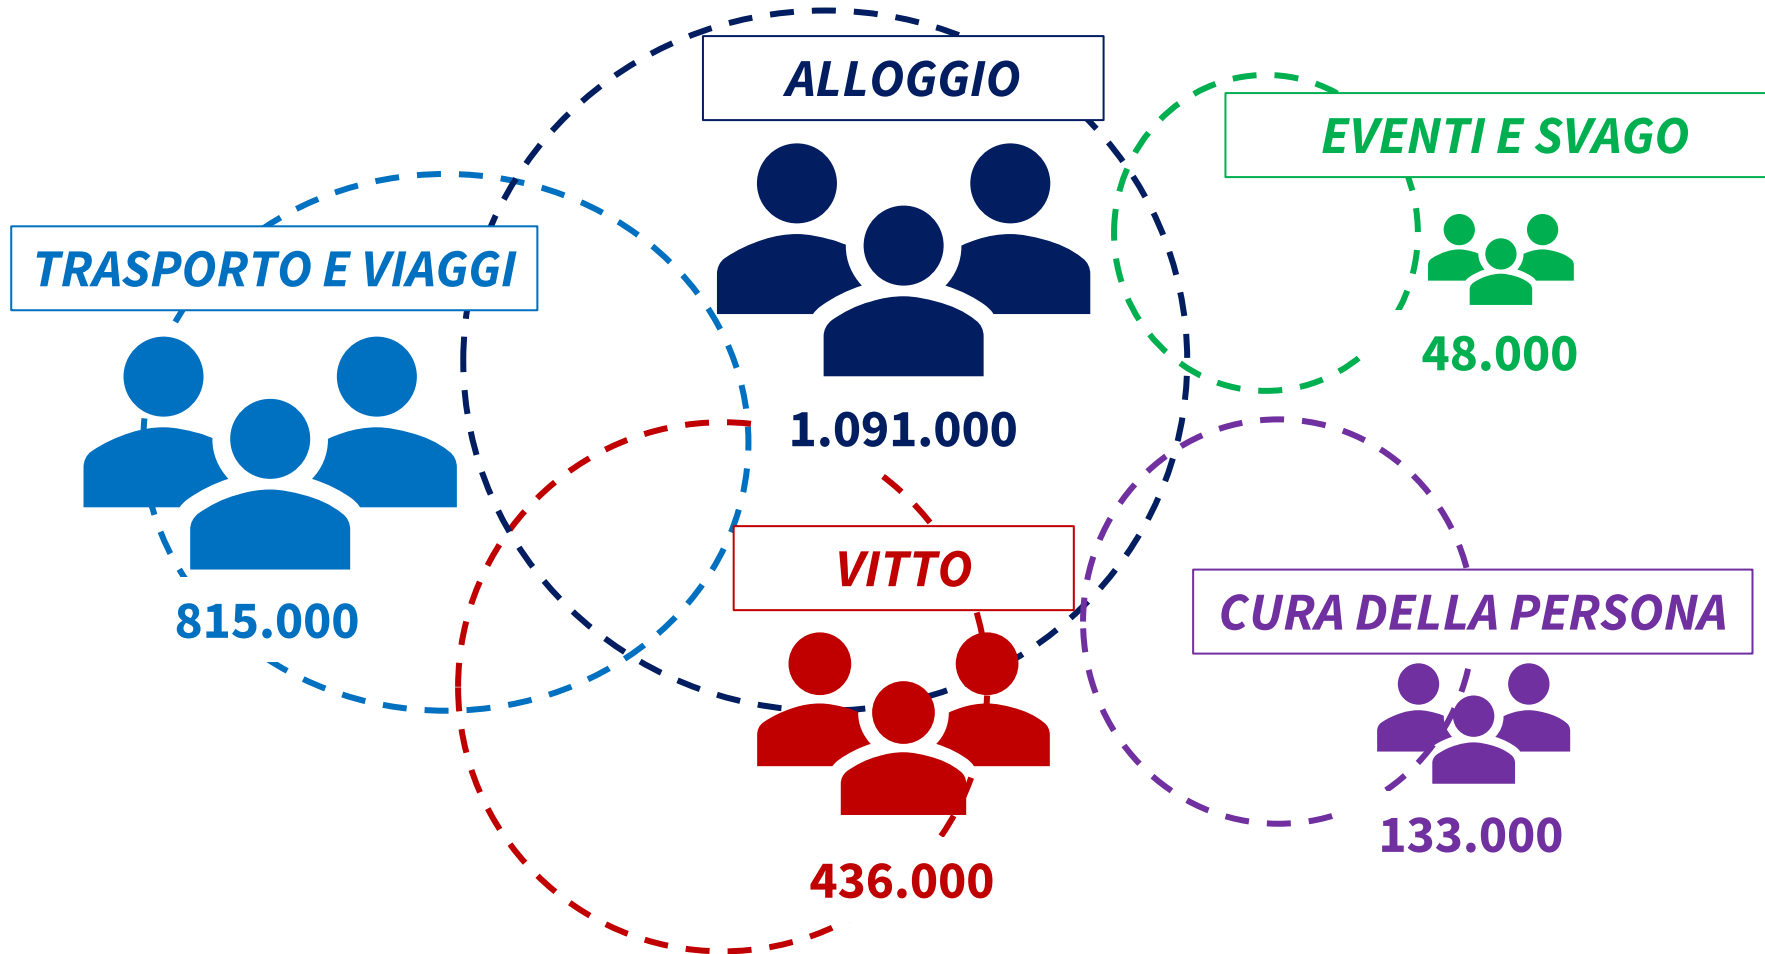 ALLOGGIO
1.091.000
EVENTI E SVAGO
48.000
TRASPORTO E VIAGGI
815.000
VITTO
436.000
CURA DELLA PERSONA
133.000